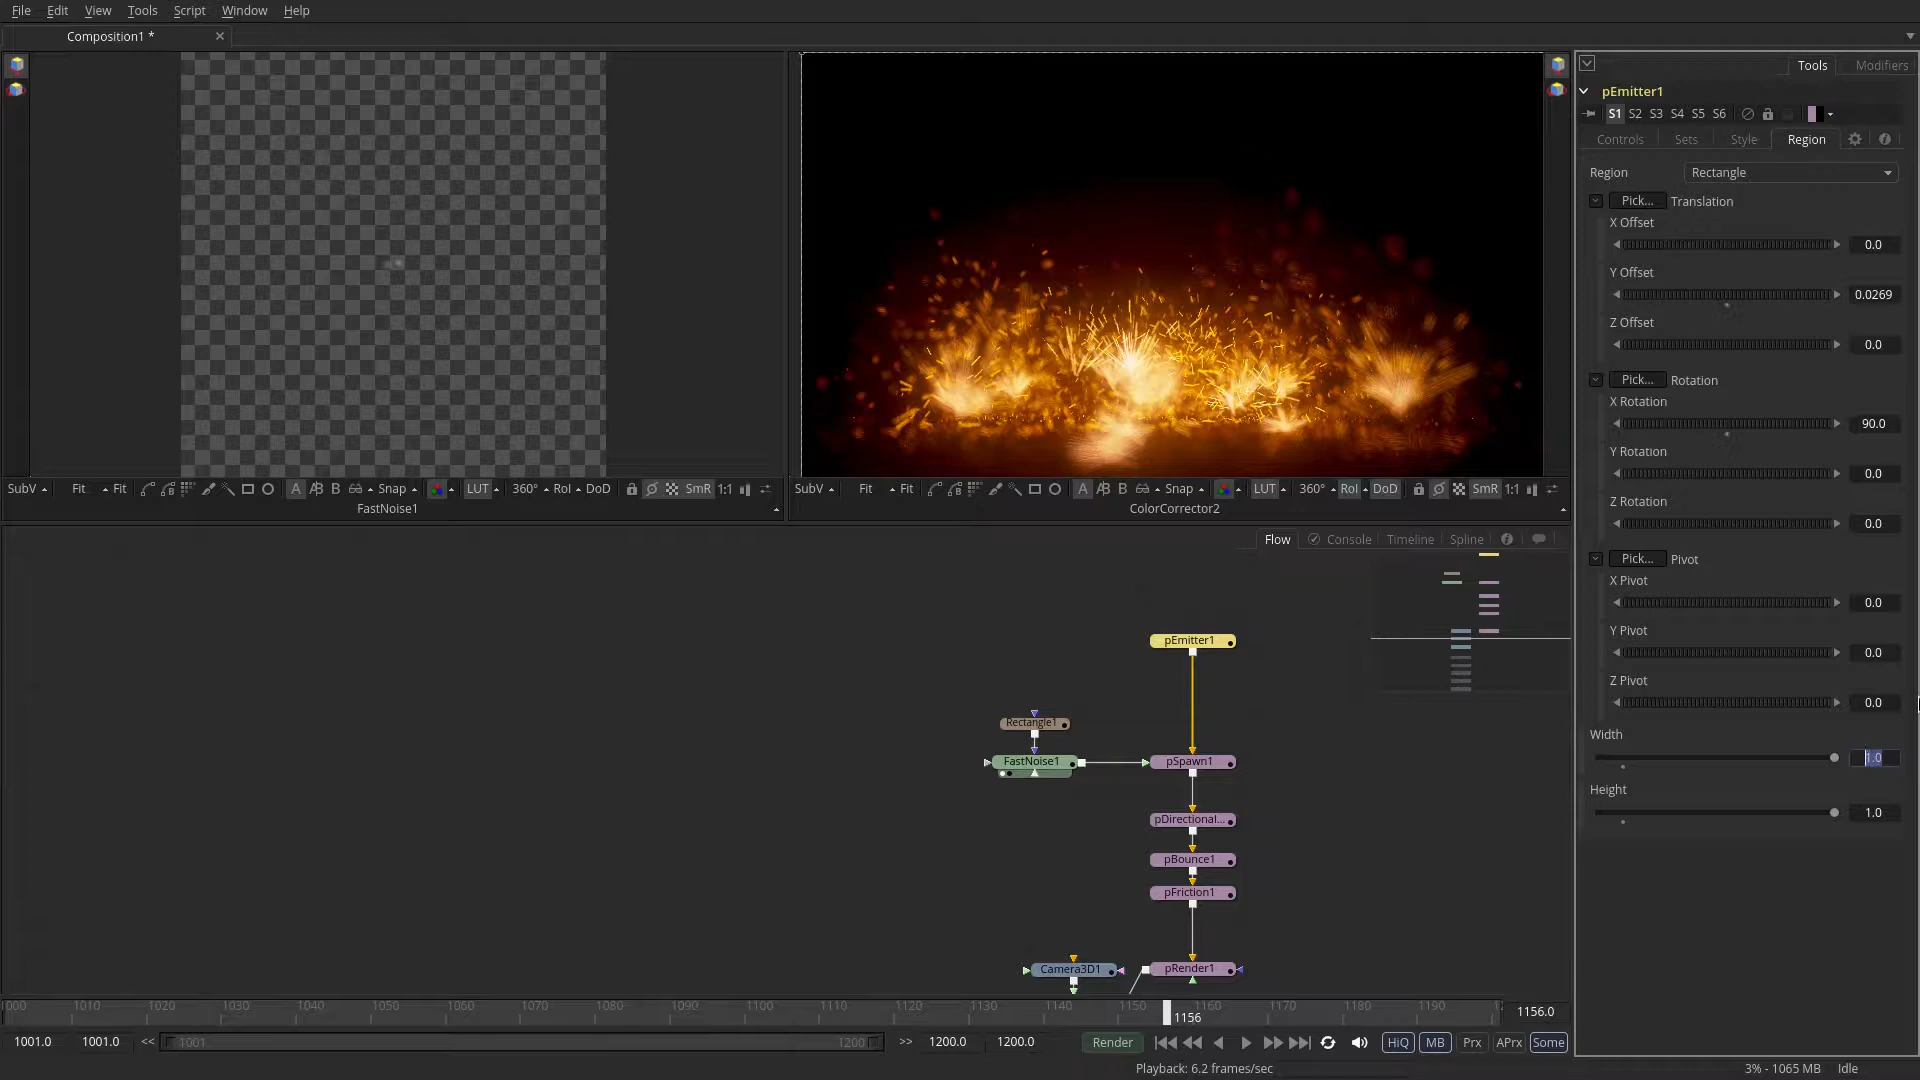 File Edit View Tools Script Window Help
Composition1 *
Tools Modifiers
pEmitter1
S1 S2 S3 S4 S5 S6
Controls Sets Style Region
Region Rectangle
Pick... Translation
X Offset
0.0
Y Offset
0.0269
Z Offset
0.0
Pick... Rotation
X Rotation
90.0
Y Rotation
0.0
Z Rotation
0.0
Pick... Pivot
X Pivot
0.0
Y Pivot
0.0
Z Pivot
0.0
Width
1.0
Height
1.0
SubV Fit Fit A B Snap LUT 360° RoI DoD SmR 1:1
FastNoise1
SubV Fit Fit A B Snap LUT 360° RoI DoD SmR 1:1
ColorCorrector2
Flow Console Timeline Spline
pEmitter1
Rectangle1
FastNoise1
pSpawn1
pDirectional...
pBounce1
pFriction1
Camera3D1
pRender1
000 1010 1020 1030 1040 1050 1060 1070 1080 1090 1100 1110 1120 1130 1140 1150 1160 1170 1180 1190
1156
1156.0
1001.0 1001.0 << 1001 1200 >> 1200.0 1200.0 Render HiQ MB Prx APrx Some
Playback: 6.2 frames/sec
3% - 1065 MB Idle